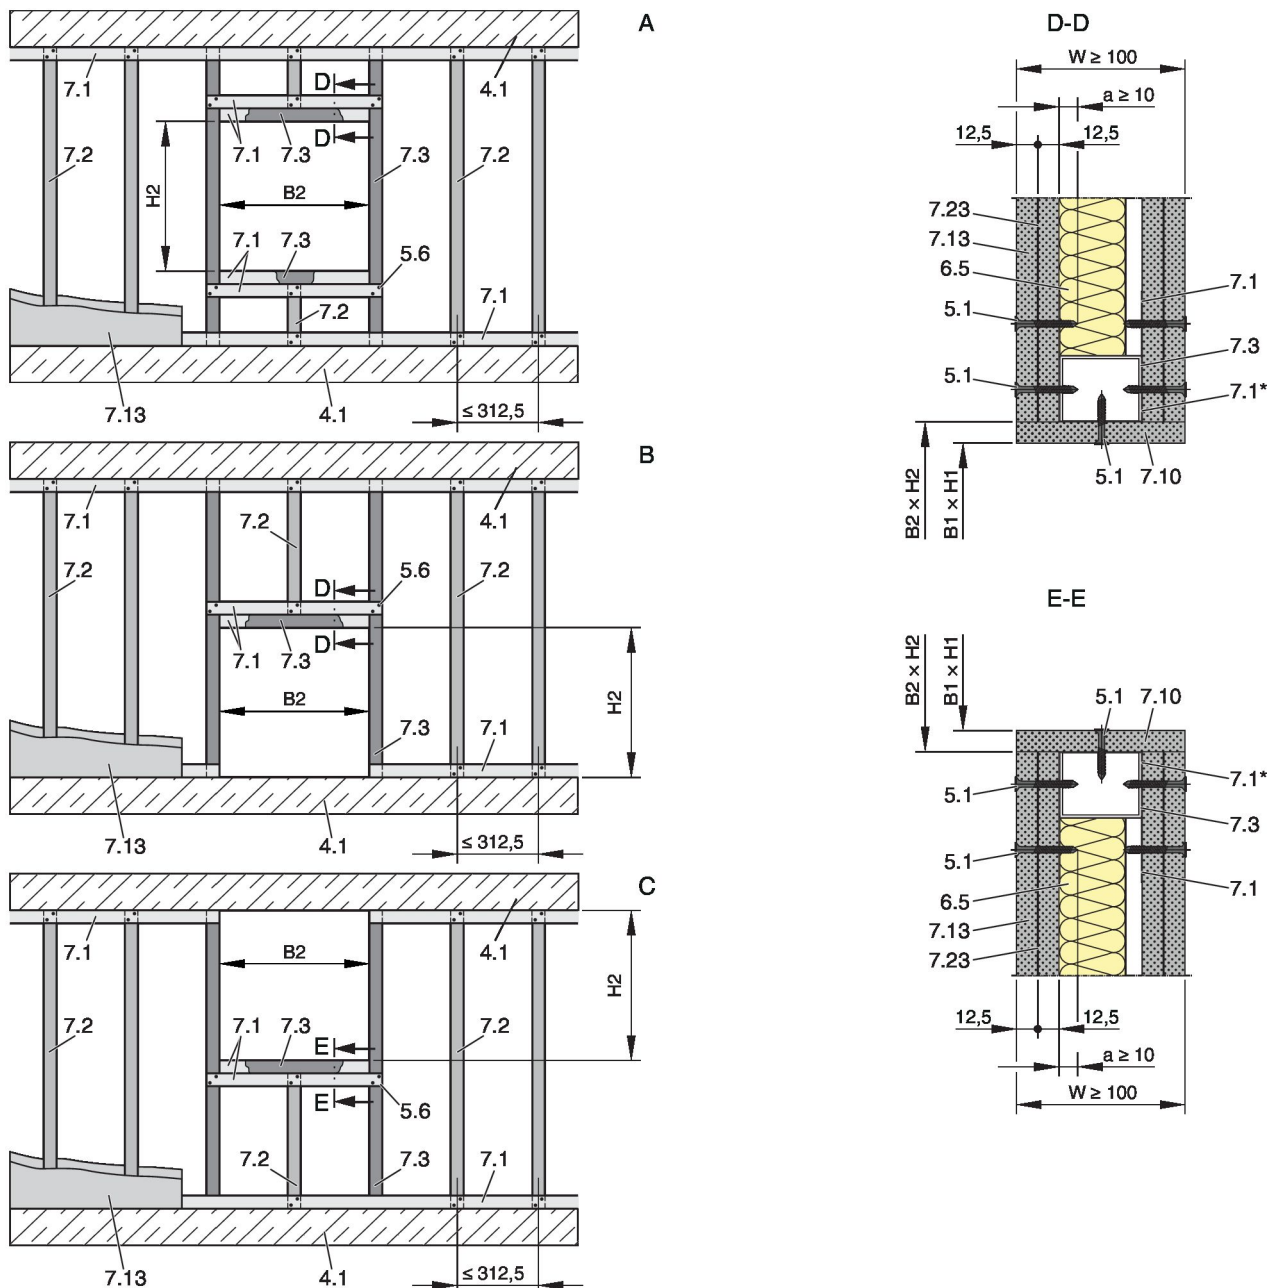 A
4.1
7.1
D
7.2
7.1
7.3
D
7.3
7.2
H2
B2
7.1
7.3
5.6
7.2
7.1
7.13
4.1
≤ 312,5
B
7.1
7.2
4.1
7.2
D
5.6
7.2
7.1
7.3
D
B2
H2
7.3
7.1
7.13
4.1
≤ 312,5
C
7.1
B2
4.1
H2
7.2
7.1
7.3
E
7.2
E
5.6
7.2
7.3
7.1
7.13
4.1
≤ 312,5
D-D
W ≥ 100
a ≥ 10
12,5
12,5
7.23
7.13
6.5
7.1
5.1
7.3
5.1
7.1*
B2 × H2
B1 × H1
5.1
7.10
E-E
B2 × H2
B1 × H1
5.1
7.10
7.1*
5.1
7.3
5.1
7.1
6.5
7.13
7.23
12,5
12,5
a ≥ 10
W ≥ 100